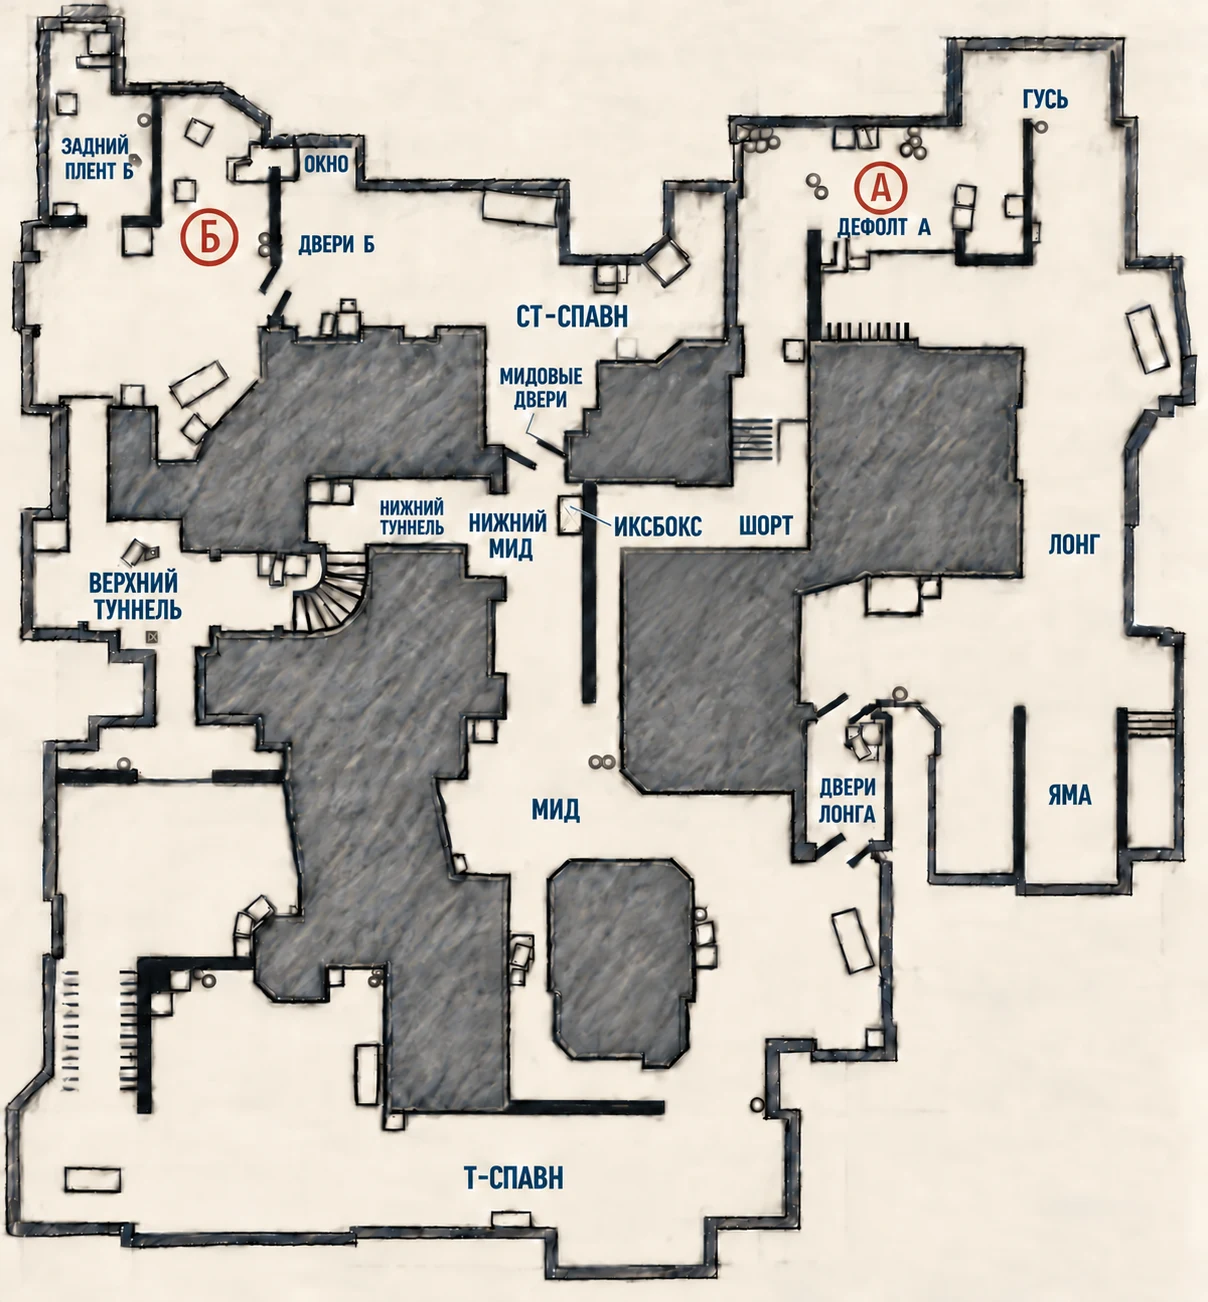 ГУСЬ
ЗАДНИЙ
ПЛЕНТ Б
ОКНО
А
ДЕФОЛТ А
Б
ДВЕРИ Б
СТ-СПАВН
МИДОВЫЕ
ДВЕРИ
НИЖНИЙ
ТУННЕЛЬ
НИЖНИЙ
МИД
ИКСБОКС
ШОРТ
ЛОНГ
ВЕРХНИЙ
ТУННЕЛЬ
МИД
ДВЕРИ
ЛОНГА
ЯМА
Т-СПАВН